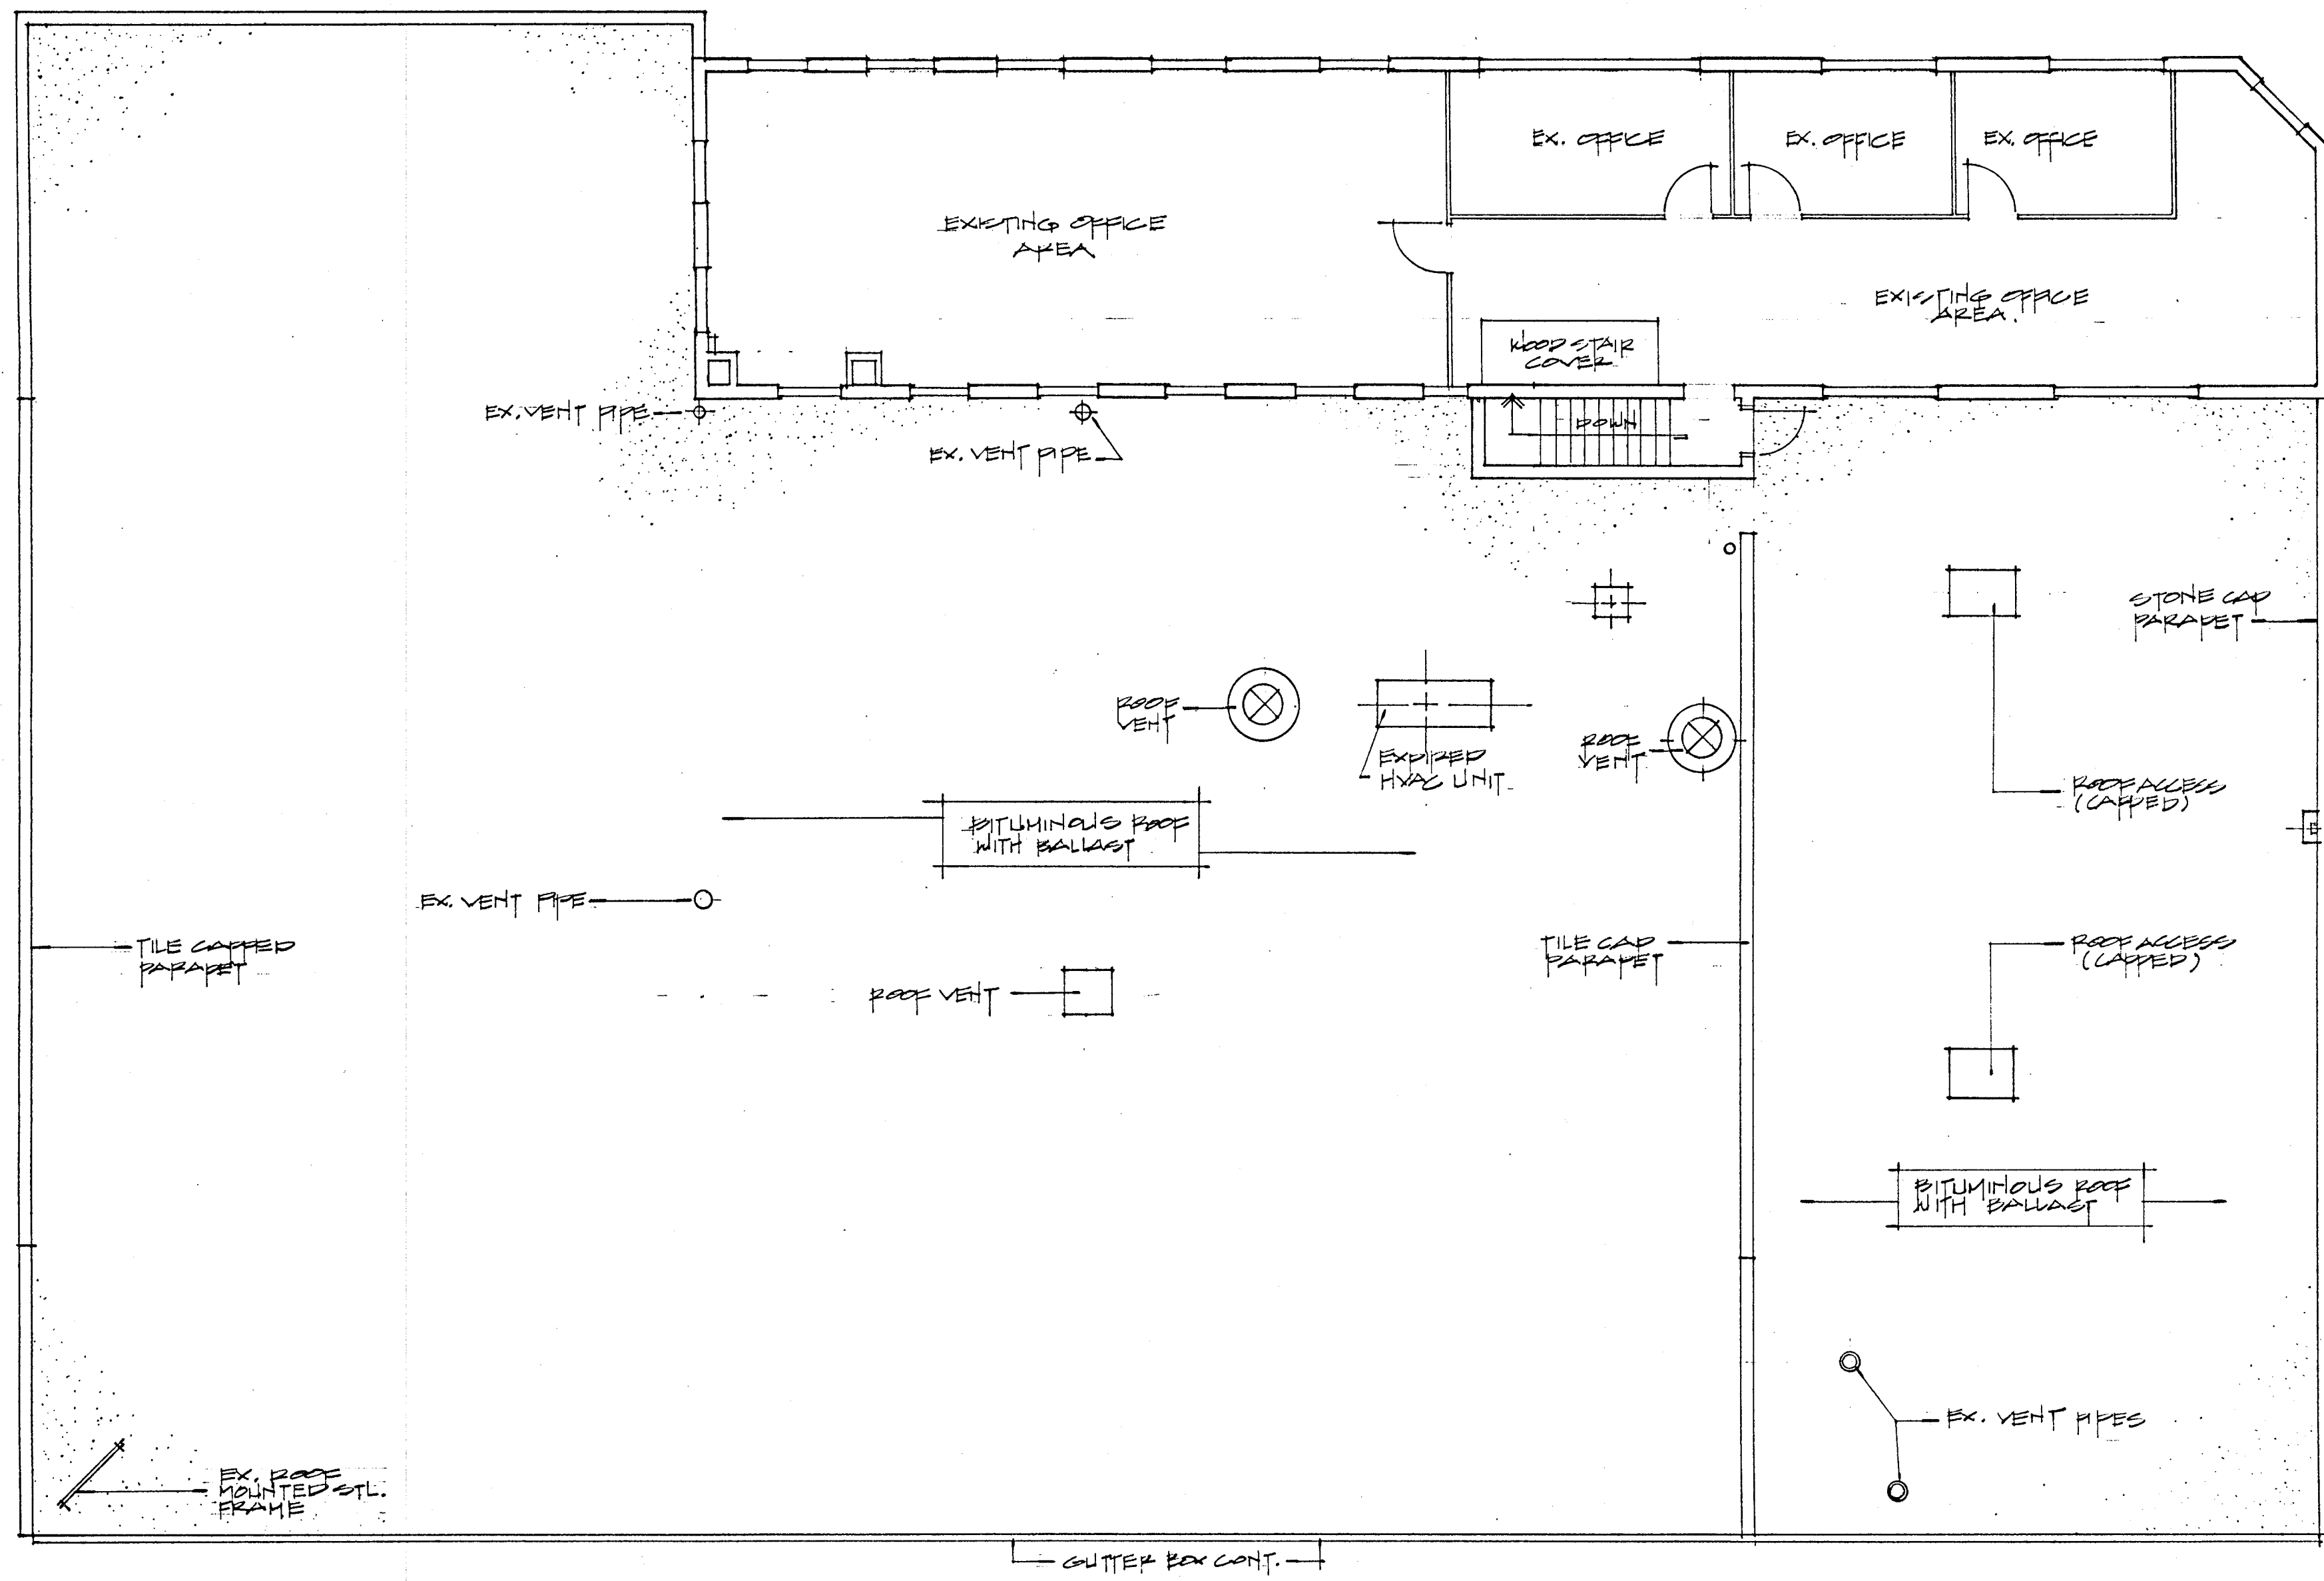 EX. OFFICE
EX. OFFICE
EX. OFFICE
EXISTING OFFICE
AREA
EXISTING OFFICE
AREA.
WOOD STAIR
COVER
DOWN
EX. VENT PIPE
EX. VENT PIPE
STONE CAP
PARAPET
ROOF
VENT
EXPIRED
HVAC UNIT
ROOF
VENT
ROOF ACCESS
(CAPPED)
BITUMINOUS ROOF
WITH BALLAST
EX. VENT PIPE
TILE CAPPED
PARAPET
TILE CAP
PARAPET
ROOF ACCESS
(CAPPED)
ROOF VENT
BITUMINOUS ROOF
WITH BALLAST
EX. VENT PIPES
EX. ROOF
MOUNTED STL.
FRAME
GUTTER BOX CONT.